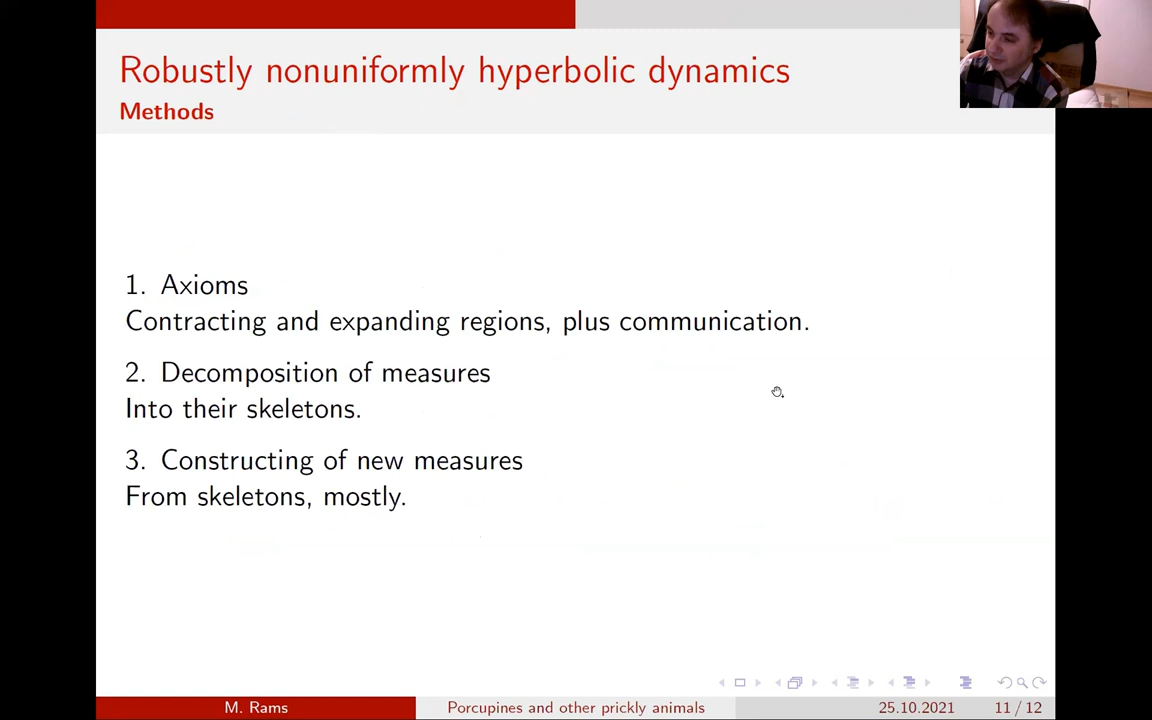 Robustly nonuniformly hyperbolic dynamics
Methods
1. Axioms
Contracting and expanding regions, plus communication.
2. Decomposition of measures
Into their skeletons.
3. Constructing of new measures
From skeletons, mostly.
M. Rams
Porcupines and other prickly animals
25.10.2021
11 / 12